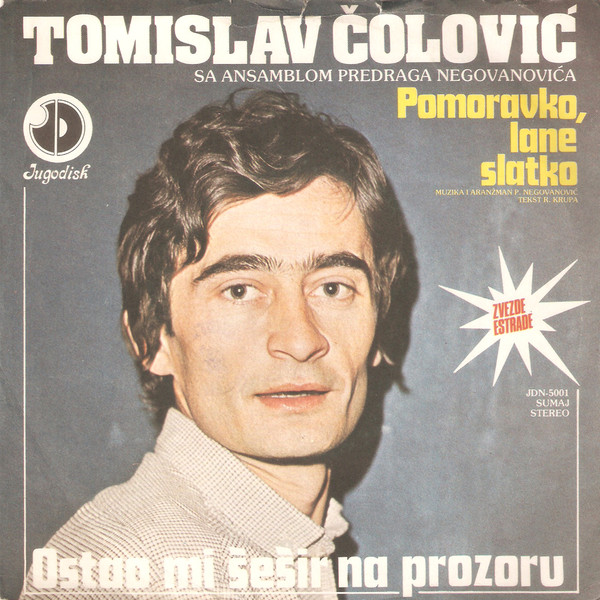 TOMISLAV ČOLOVIĆ
SA ANSAMBLOM PREDRAGA NEGOVANOVIĆA
Jugodisk
Pomoravko,
lane
slatko
MUZIKA I ARANŽMAN P. NEGOVANOVIĆ
TEKST R. KRUPA
ZVEZDE
ESTRADE
JDN-5001
SUMAJ
STEREO
Ostao mi šešir na prozoru